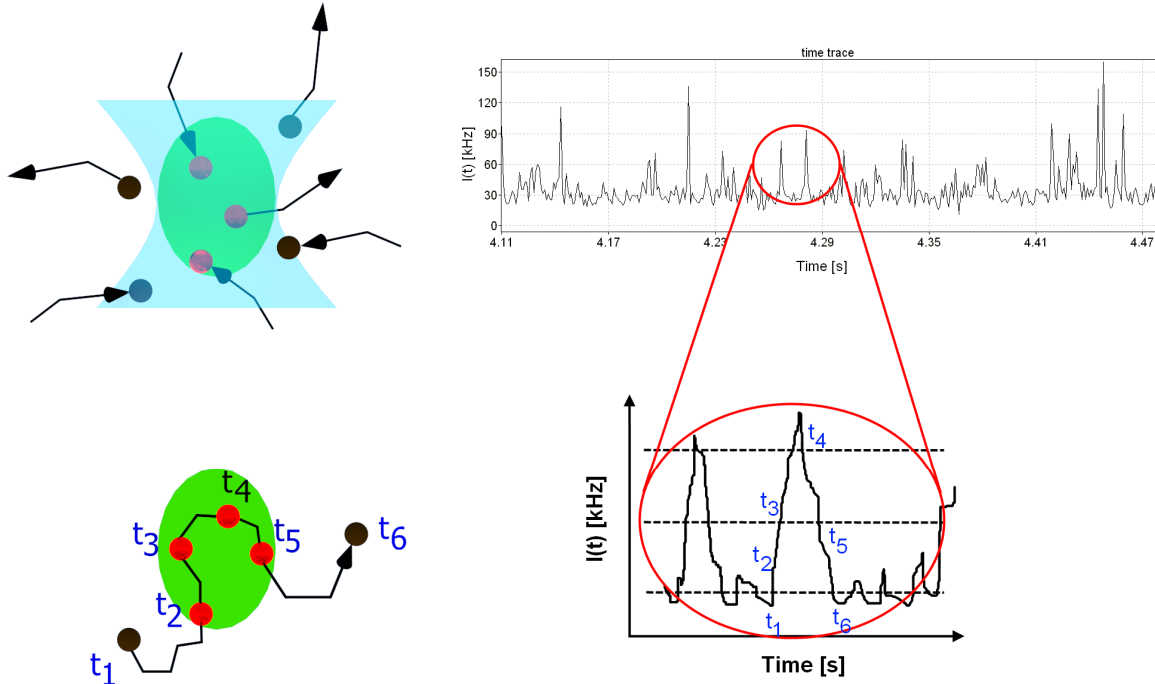 time trace
I(t) [kHz]
150
120
90
60
30
0
4.11 4.17 4.23 4.29 4.35 4.41 4.47
Time [s]
t4
t3
t5
t6
t2
t1
I(t) [kHz]
t4
t3
t2
t5
t1
t6
Time [s]